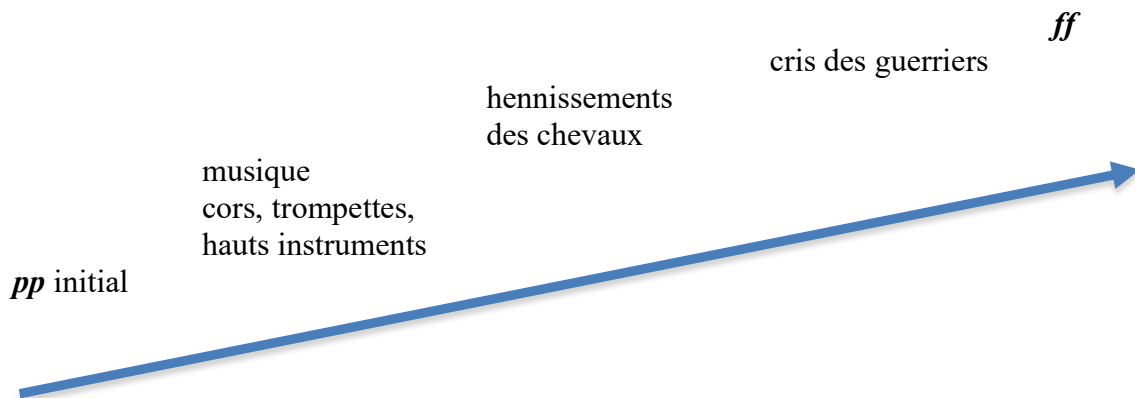 ff
cris des guerriers
hennissements
des chevaux
musique
cors, trompettes,
hauts instruments
pp initial